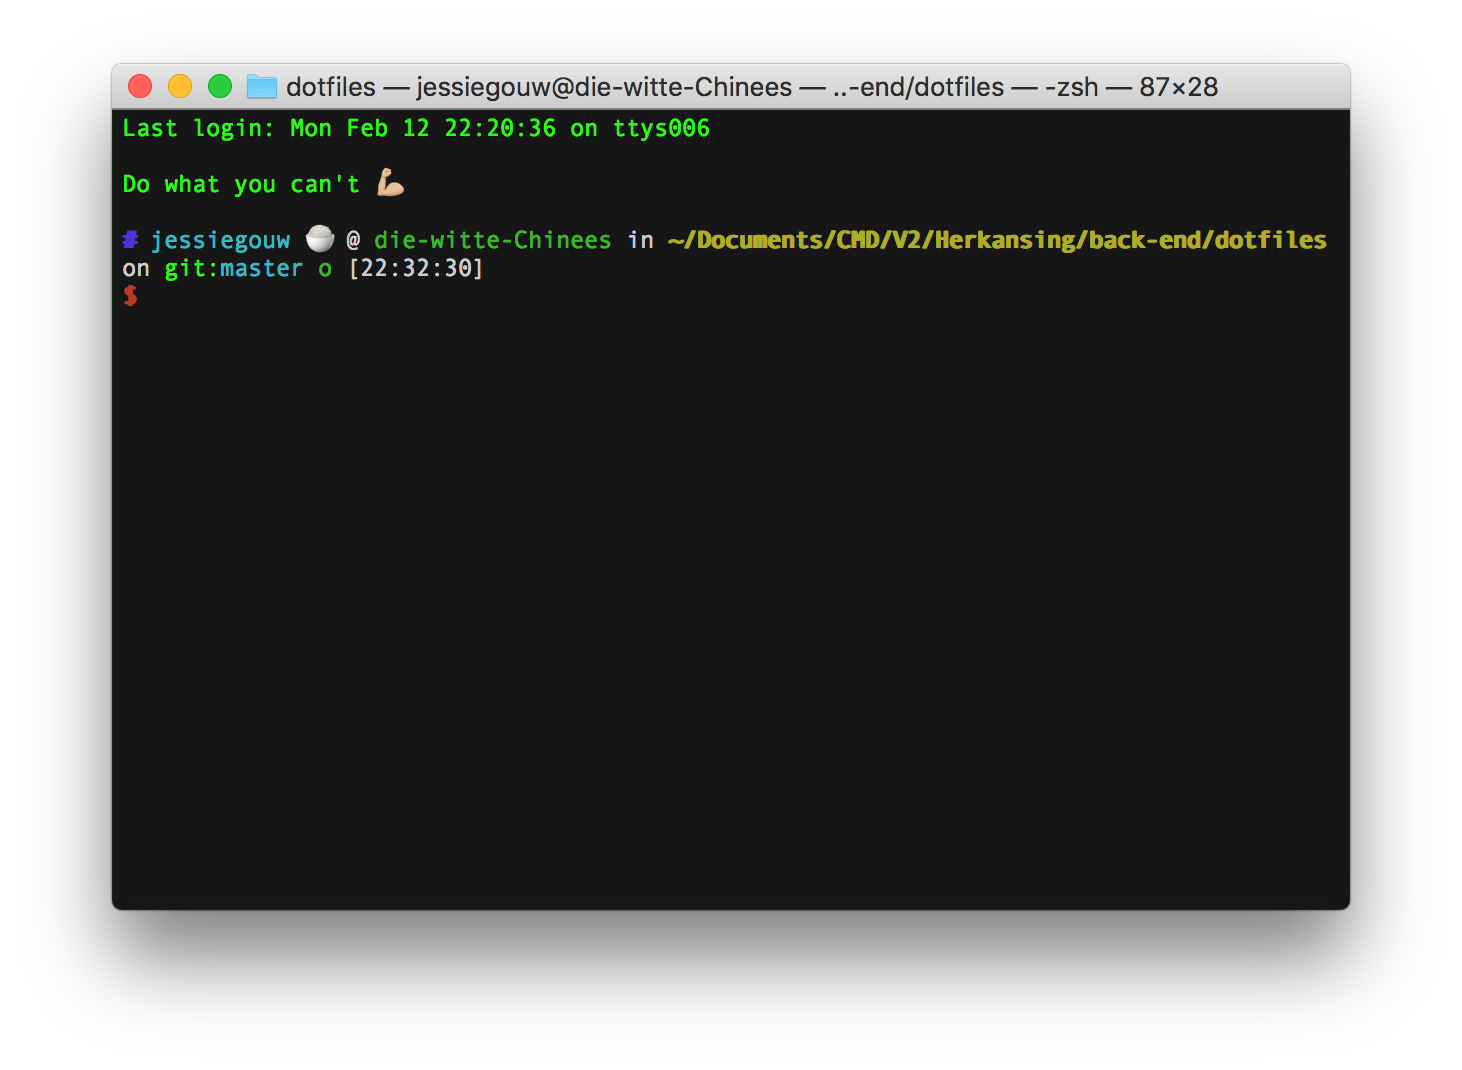 dotfiles — jessiegouw@die-witte-Chinees — ..-end/dotfiles — -zsh — 87×28
Last login: Mon Feb 12 22:20:36 on ttys006
Do what you can't 💪🏼
# jessiegouw 🍚 @ die-witte-Chinees in ~/Documents/CMD/V2/Herkansing/back-end/dotfiles
on git:master o [22:32:30]
$